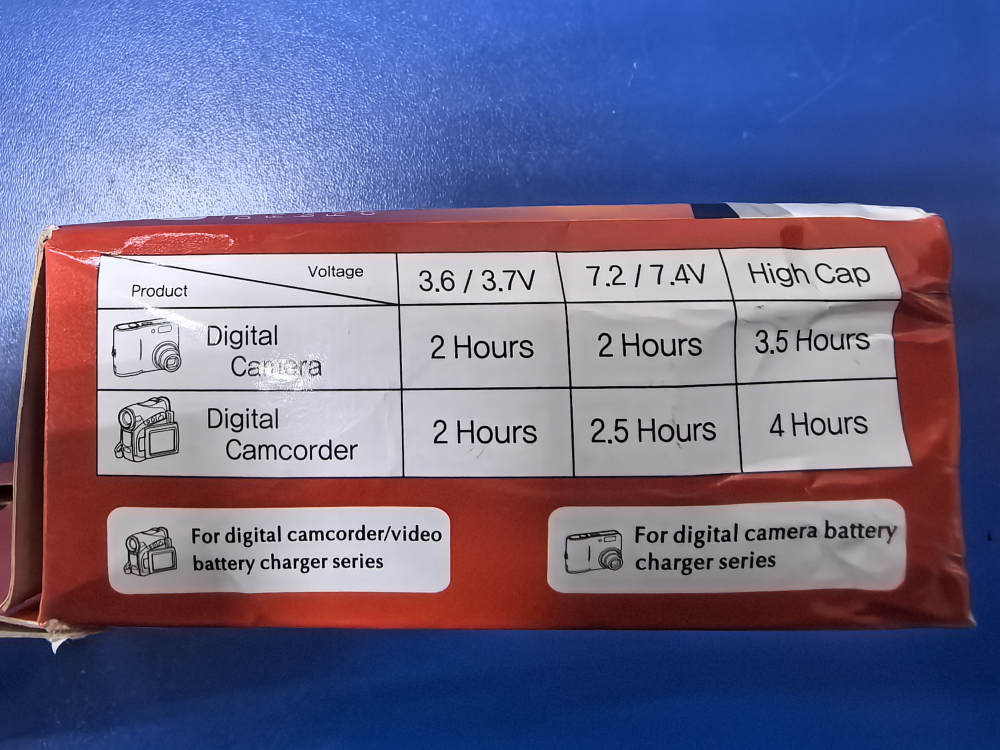 Voltage
Product
3.6 / 3.7V
7.2 / 7.4V
High Cap
Digital
Camera
2 Hours
2 Hours
3.5 Hours
Digital
Camcorder
2 Hours
2.5 Hours
4 Hours
For digital camcorder/video
battery charger series
For digital camera battery
charger series